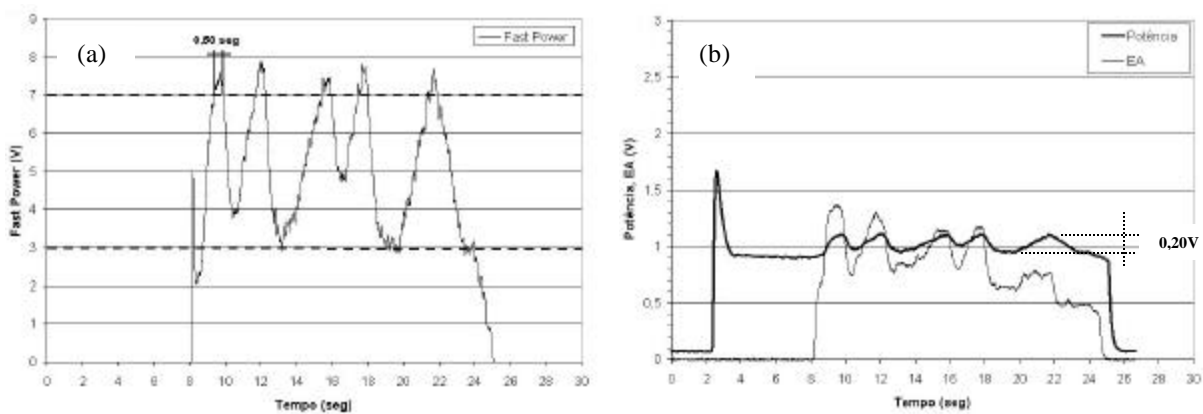 (a)
0,50 seg
Fast Power
Fast Power (V)
9
8
7
6
5
4
3
2
1
0
0 2 4 6 8 10 12 14 16 18 20 22 24 26 28 30
Tempo (seg)
(b)
Potência
EA
Potência, EA (V)
3
2,5
2
1,5
1
0,5
0
0,20V
0 2 4 6 8 10 12 14 16 18 20 22 24 26 28 30
Tempo (seg)